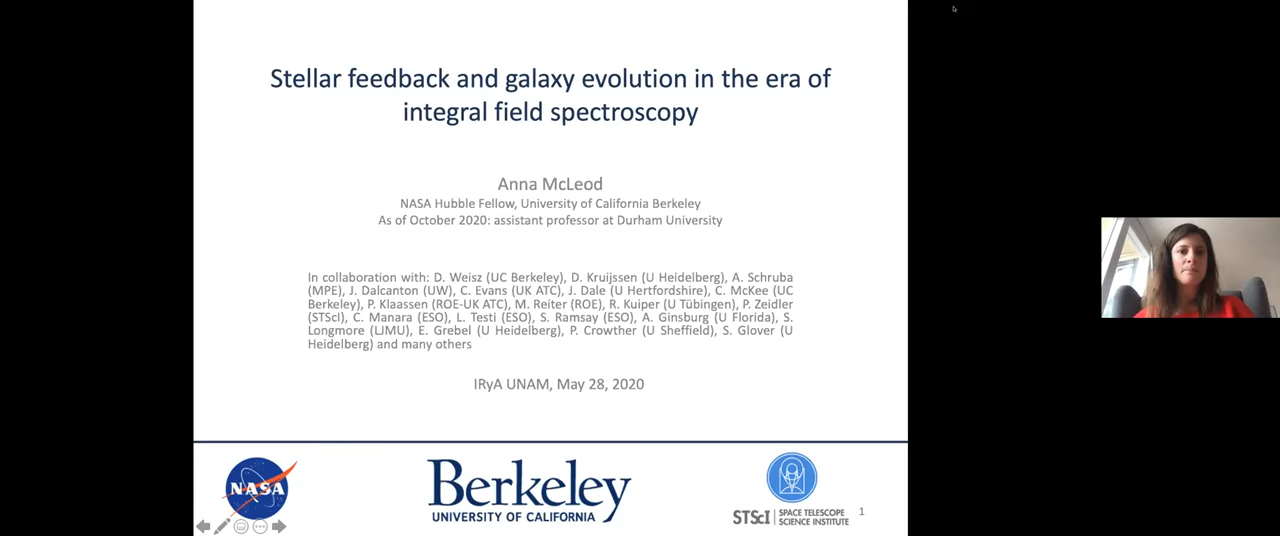 Stellar feedback and galaxy evolution in the era of
integral field spectroscopy
Anna McLeod
NASA Hubble Fellow, University of California Berkeley
As of October 2020: assistant professor at Durham University
In collaboration with: D. Weisz (UC Berkeley), D. Kruijssen (U Heidelberg), A. Schruba
(MPE), J. Dalcanton (UW), C. Evans (UK ATC), J. Dale (U Hertfordshire), C. McKee (UC
Berkeley), P. Klaassen (ROE-UK ATC), M. Reiter (ROE), R. Kuiper (U Tübingen), P. Zeidler
(STScI), C. Manara (ESO), L. Testi (ESO), S. Ramsay (ESO), A. Ginsburg (U Florida), S.
Longmore (LJMU), E. Grebel (U Heidelberg), P. Crowther (U Sheffield), S. Glover (U
Heidelberg) and many others
IRyA UNAM, May 28, 2020
NASA
Berkeley
UNIVERSITY OF CALIFORNIA
STScI | SPACE TELESCOPE
SCIENCE INSTITUTE
1